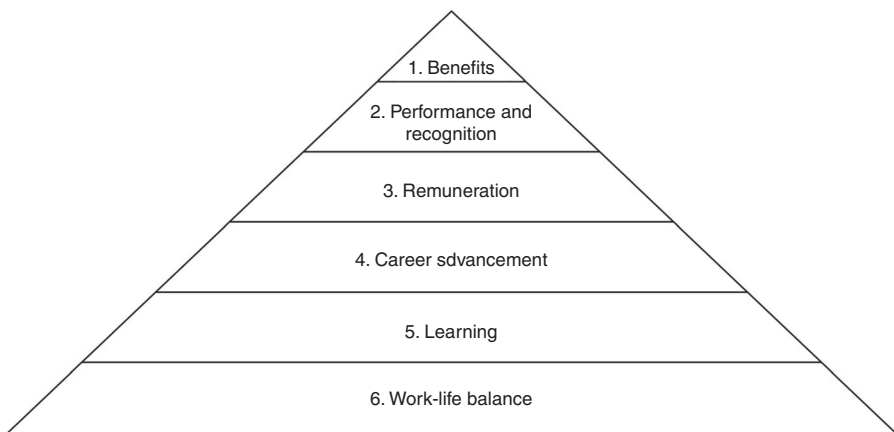 1. Benefits
2. Performance and
recognition
3. Remuneration
4. Career sdvancement
5. Learning
6. Work-life balance